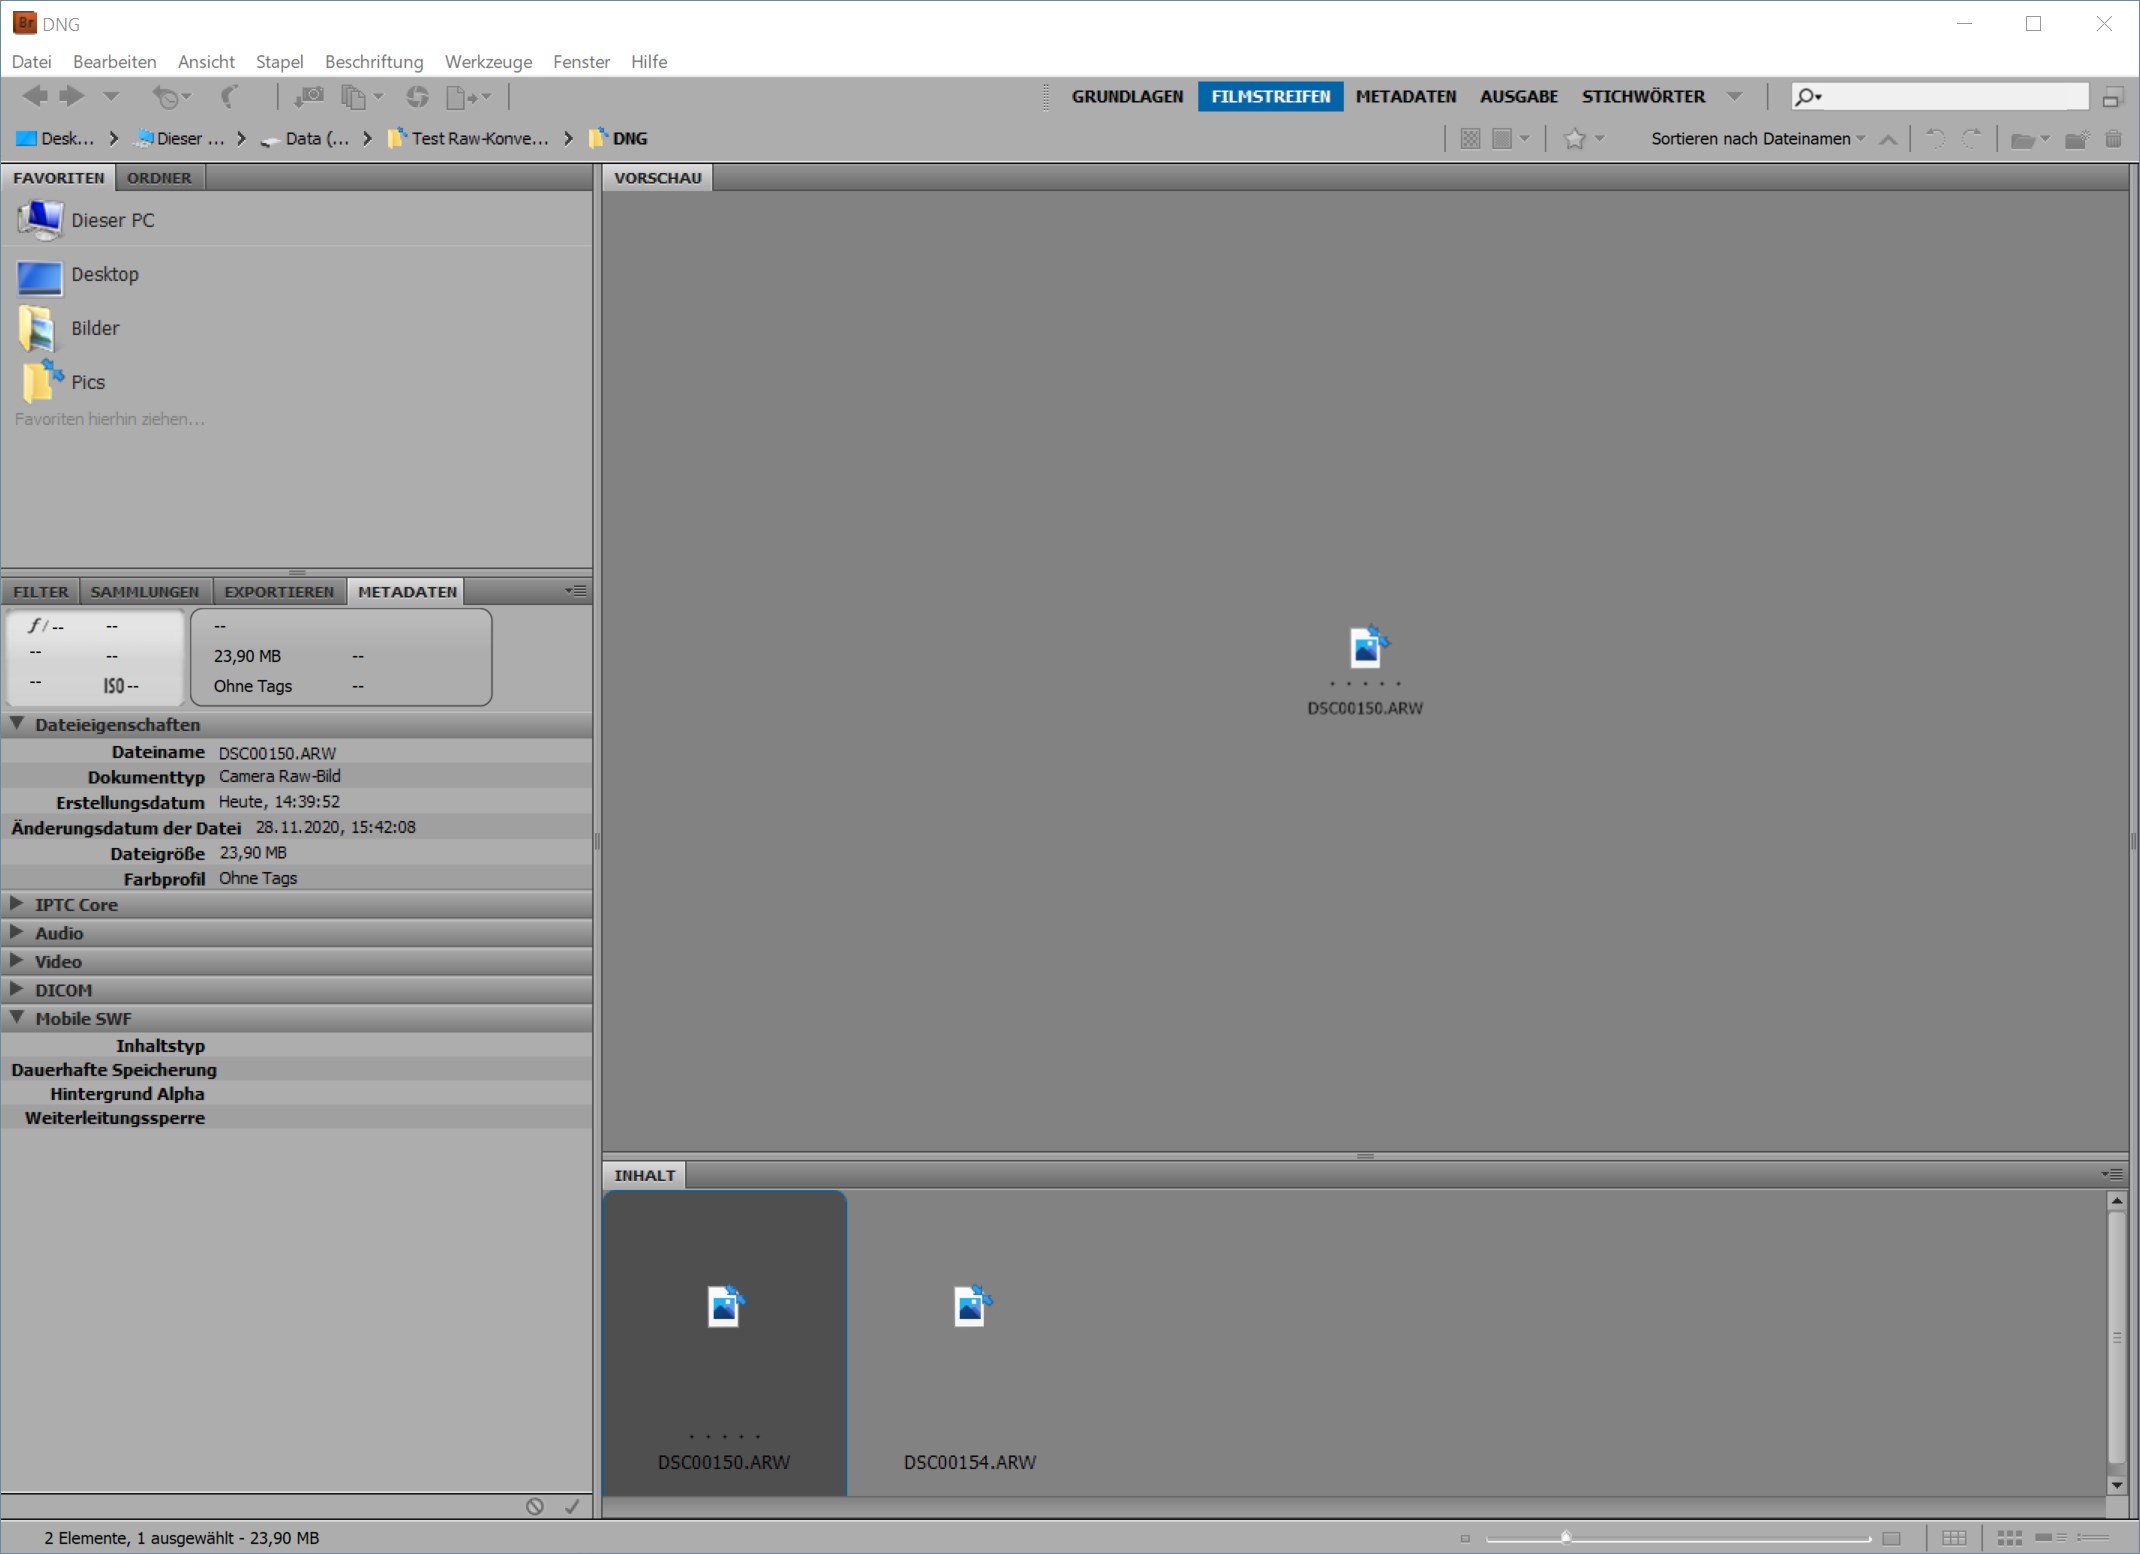 Br DNG
Datei Bearbeiten Ansicht Stapel Beschriftung Werkzeuge Fenster Hilfe
GRUNDLAGEN FILMSTREIFEN METADATEN AUSGABE STICHWÖRTER
Desk... Dieser ... Data (... Test Raw-Konve... DNG
Sortieren nach Dateinamen
FAVORITEN ORDNER
Dieser PC
Desktop
Bilder
Pics
Favoriten hierhin ziehen...
FILTER SAMMLUNGEN EXPORTIEREN METADATEN
f/-- -- --
-- -- 23,90 MB --
-- ISO -- Ohne Tags --
Dateieigenschaften
Dateiname DSC00150.ARW
Dokumenttyp Camera Raw-Bild
Erstellungsdatum Heute, 14:39:52
Änderungsdatum der Datei 28.11.2020, 15:42:08
Dateigröße 23,90 MB
Farbprofil Ohne Tags
IPTC Core
Audio
Video
DICOM
Mobile SWF
Inhaltstyp
Dauerhafte Speicherung
Hintergrund Alpha
Weiterleitungssperre
VORSCHAU
. . . . .
DSC00150.ARW
INHALT
. . . . .
DSC00150.ARW DSC00154.ARW
2 Elemente, 1 ausgewählt - 23,90 MB